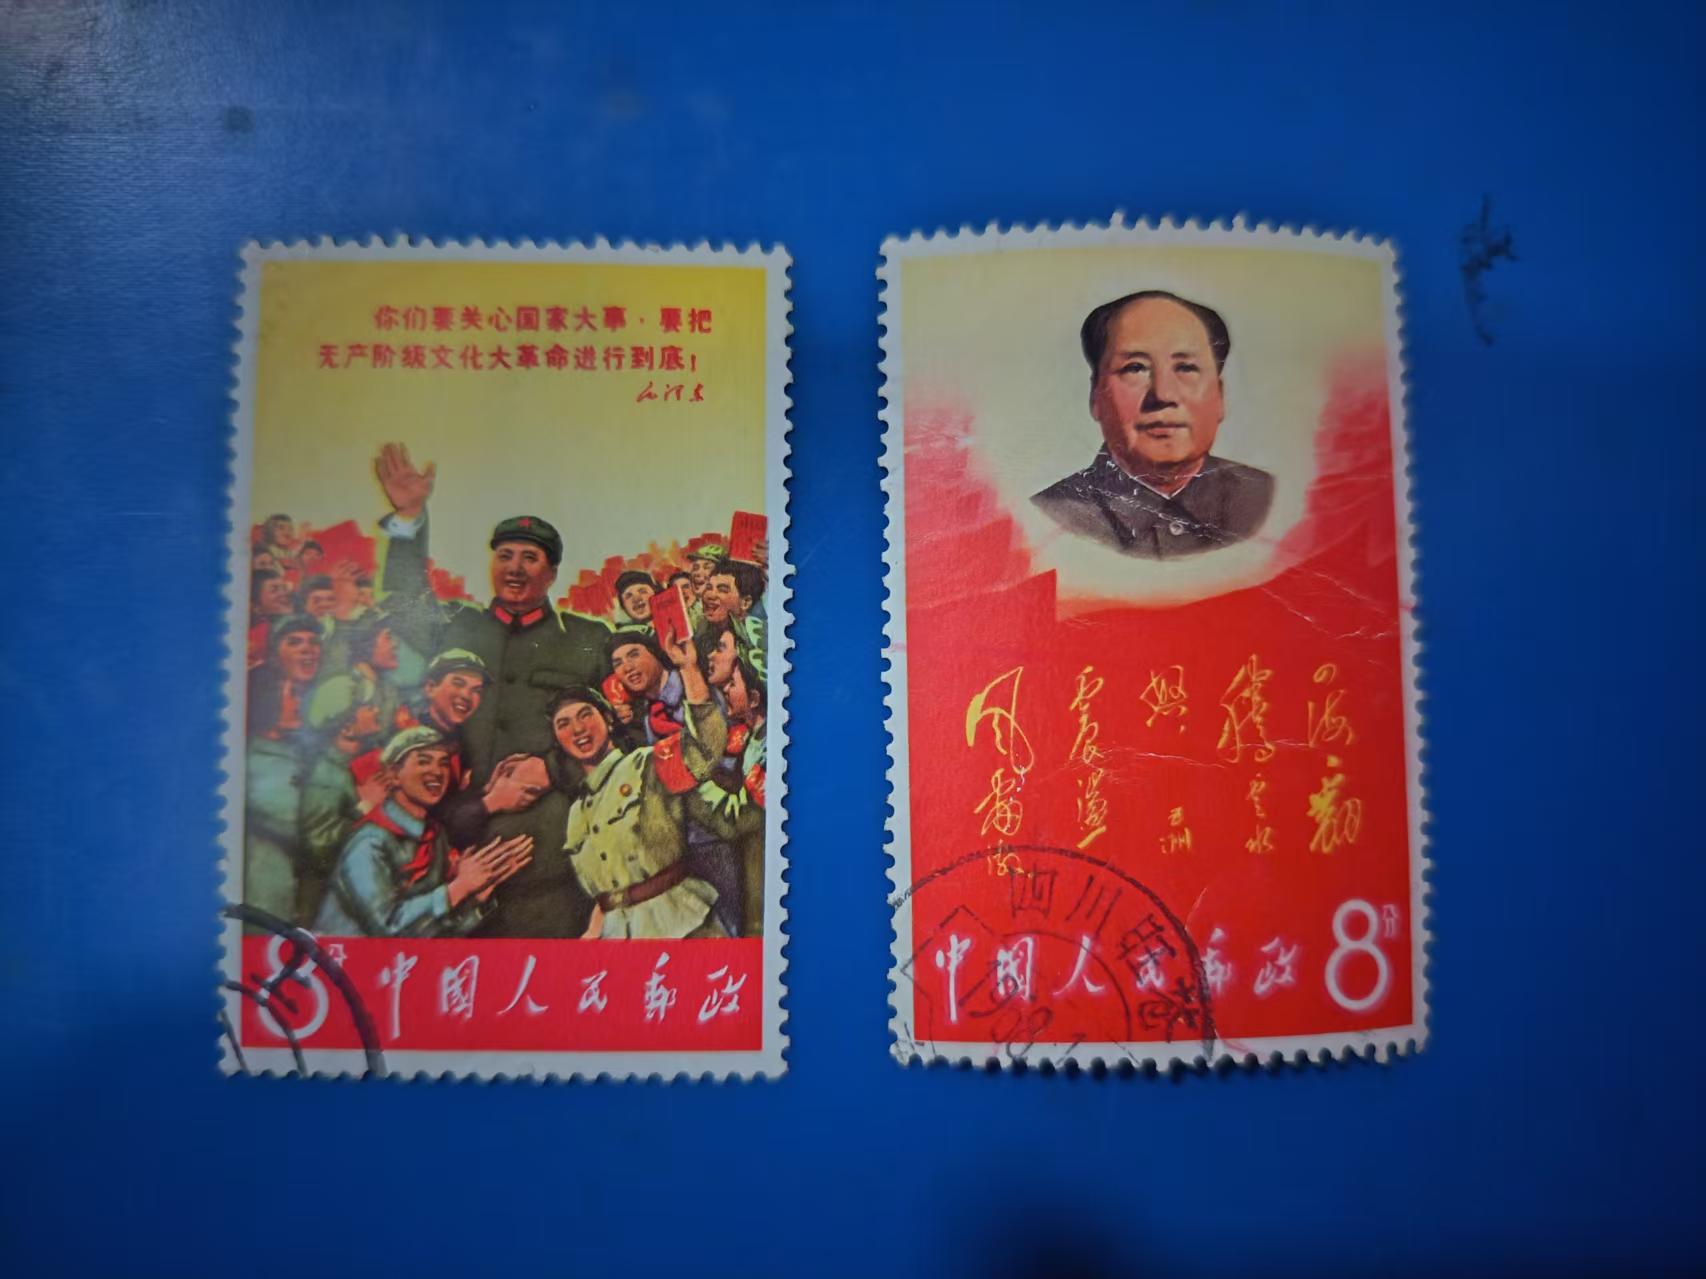 你们要关心国家大事，要把
无产阶级文化大革命进行到底！
毛泽东
8分 中国人民邮政
四海翻
腾云水
怒 五洲
震荡
风雷激
中国人民邮政 8分
四川